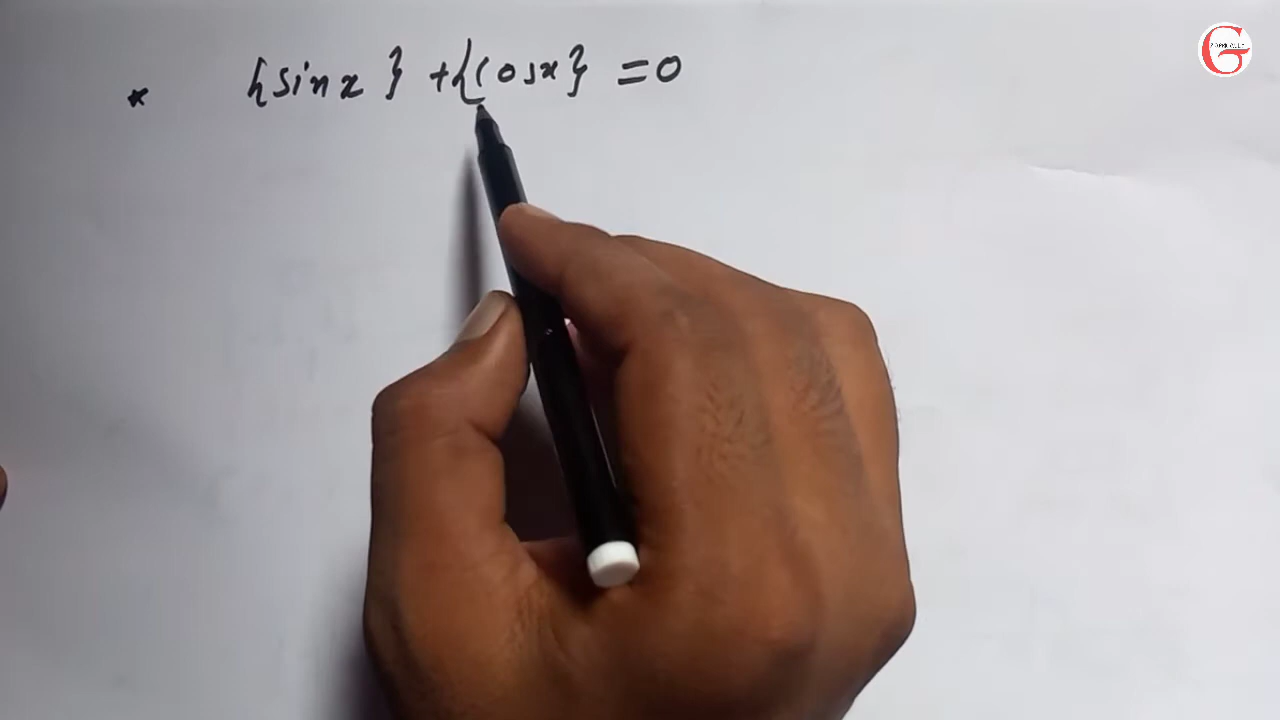 * {sin x} + {cos x} = 0